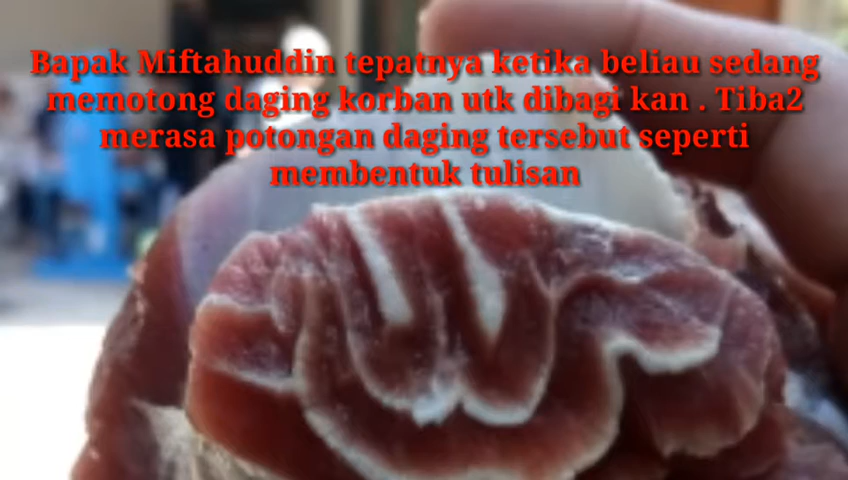 Bapak Miftahuddin tepatnya ketika beliau sedang
memotong daging korban utk dibagi kan . Tiba2
merasa potongan daging tersebut seperti
membentuk tulisan